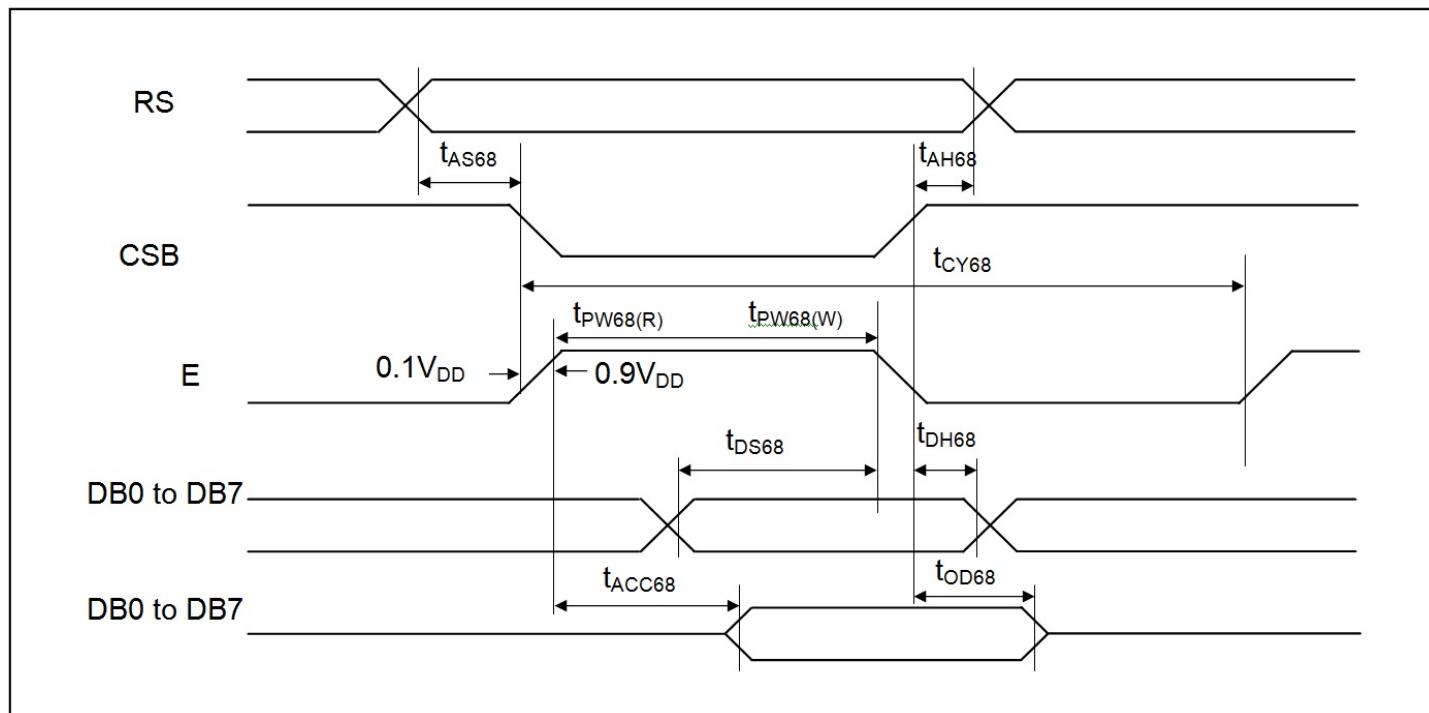 RS
tAS68
tAH68
CSB
tCY68
tPW68(R)
tPW68(W)
E
0.1VDD
0.9VDD
tDS68
tDH68
DB0 to DB7
tACC68
tOD68
DB0 to DB7